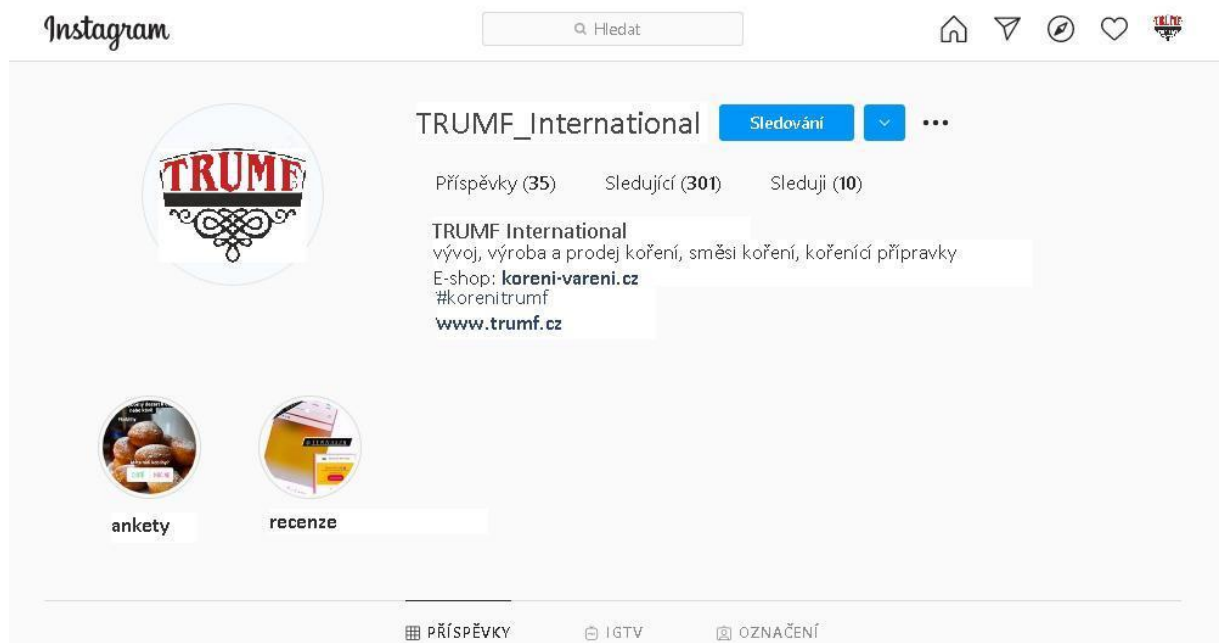 Instagram
Hledat
TRUMF
TRUMF_International Sledování
TRUMF
Příspěvky (35) Sledující (301) Sleduji (10)
TRUMF International
vývoj, výroba a prodej koření, směsi koření, kořenící přípravky
E-shop: koreni-vareni.cz
#korenitrumf
www.trumf.cz
ankety
recenze
PŘÍSPĚVKY IGTV OZNAČENÍ